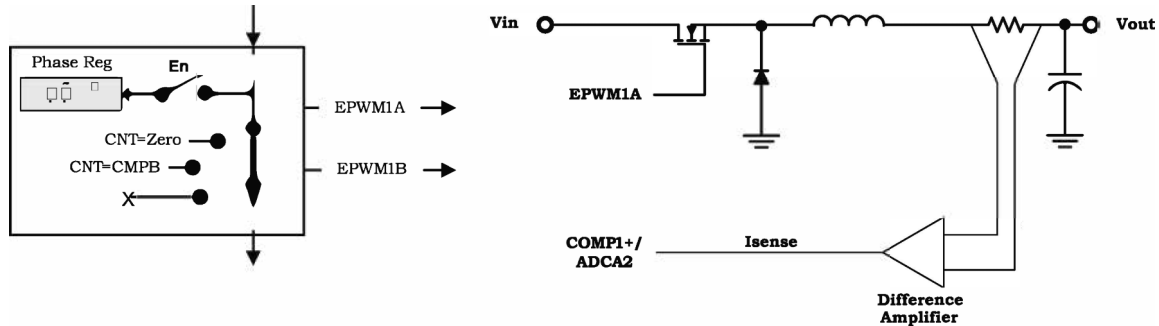 Phase Reg
En
EPWM1A
CNT=Zero
CNT=CMPB
EPWM1B
X
Vin
Vout
EPWM1A
COMP1+/
ADCA2
Isense
Difference
Amplifier